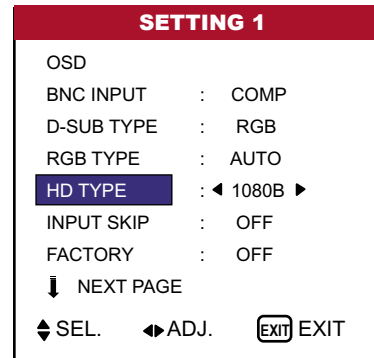 SETTING 1
OSD
BNC INPUT : COMP
D-SUB TYPE : RGB
RGB TYPE : AUTO
HD TYPE : 1080B
INPUT SKIP : OFF
FACTORY : OFF
NEXT PAGE
SEL. ADJ. EXIT EXIT